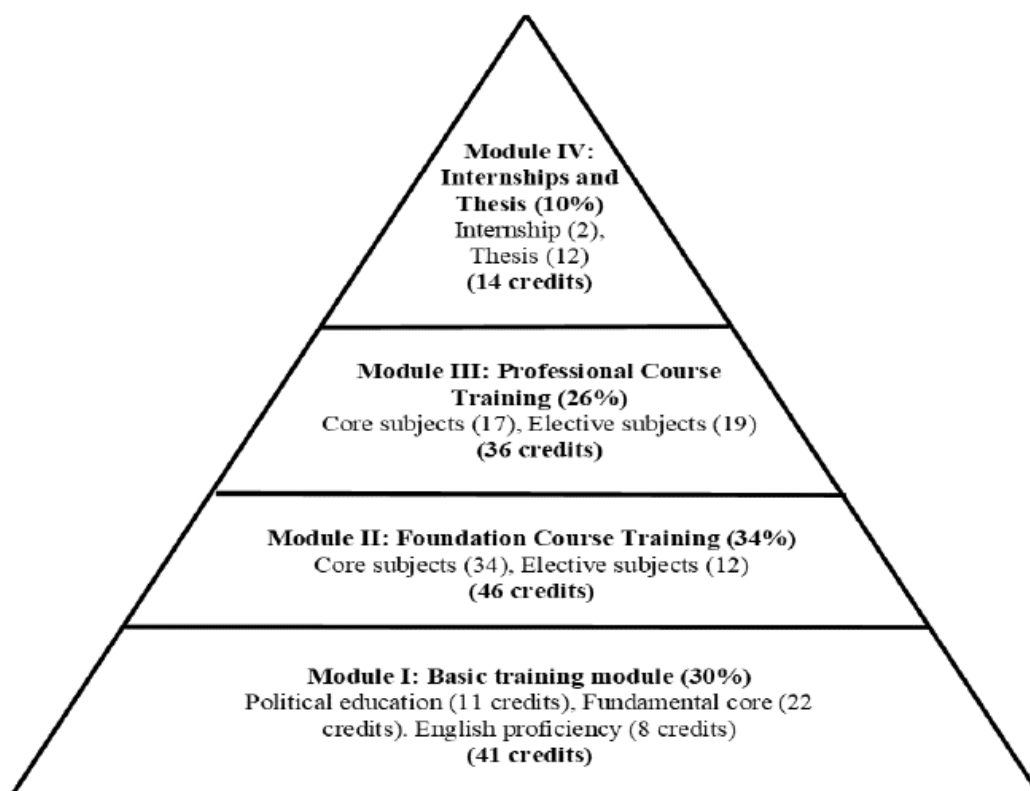 Module IV:
Internships and
Thesis (10%)
Internship (2),
Thesis (12)
(14 credits)
Module III: Professional Course
Training (26%)
Core subjects (17), Elective subjects (19)
(36 credits)
Module II: Foundation Course Training (34%)
Core subjects (34), Elective subjects (12)
(46 credits)
Module I: Basic training module (30%)
Political education (11 credits), Fundamental core (22
credits). English proficiency (8 credits)
(41 credits)